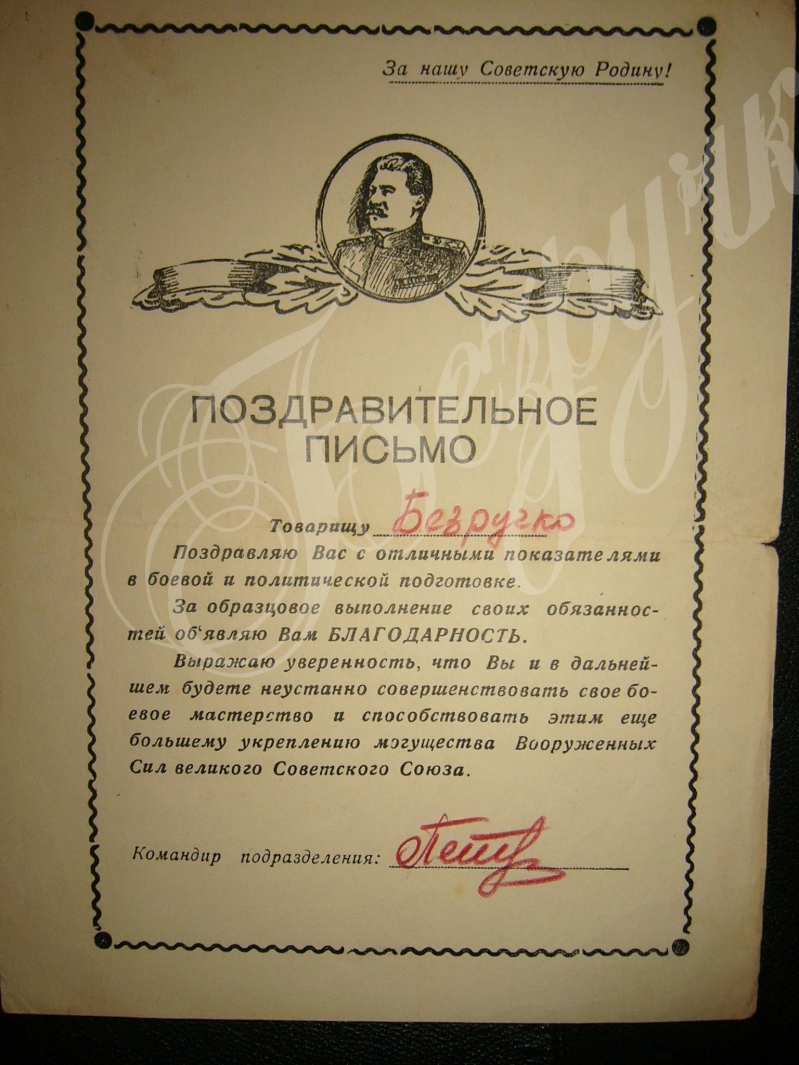 За нашу Советскую Родину!
ПОЗДРАВИТЕЛЬНОЕ
ПИСЬМО
Товарищу Безручко
Поздравляю Вас с отличными показателями
в боевой и политической подготовке.
За образцовое выполнение своих обязаннос-
тей об‘являю Вам БЛАГОДАРНОСТЬ.
Выражаю уверенность, что Вы и в дальней-
шем будете неустанно совершенствовать свое бо-
евое мастерство и способствовать этим еще
большему укреплению могущества Вооруженных
Сил великого Советского Союза.
Командир подразделения: